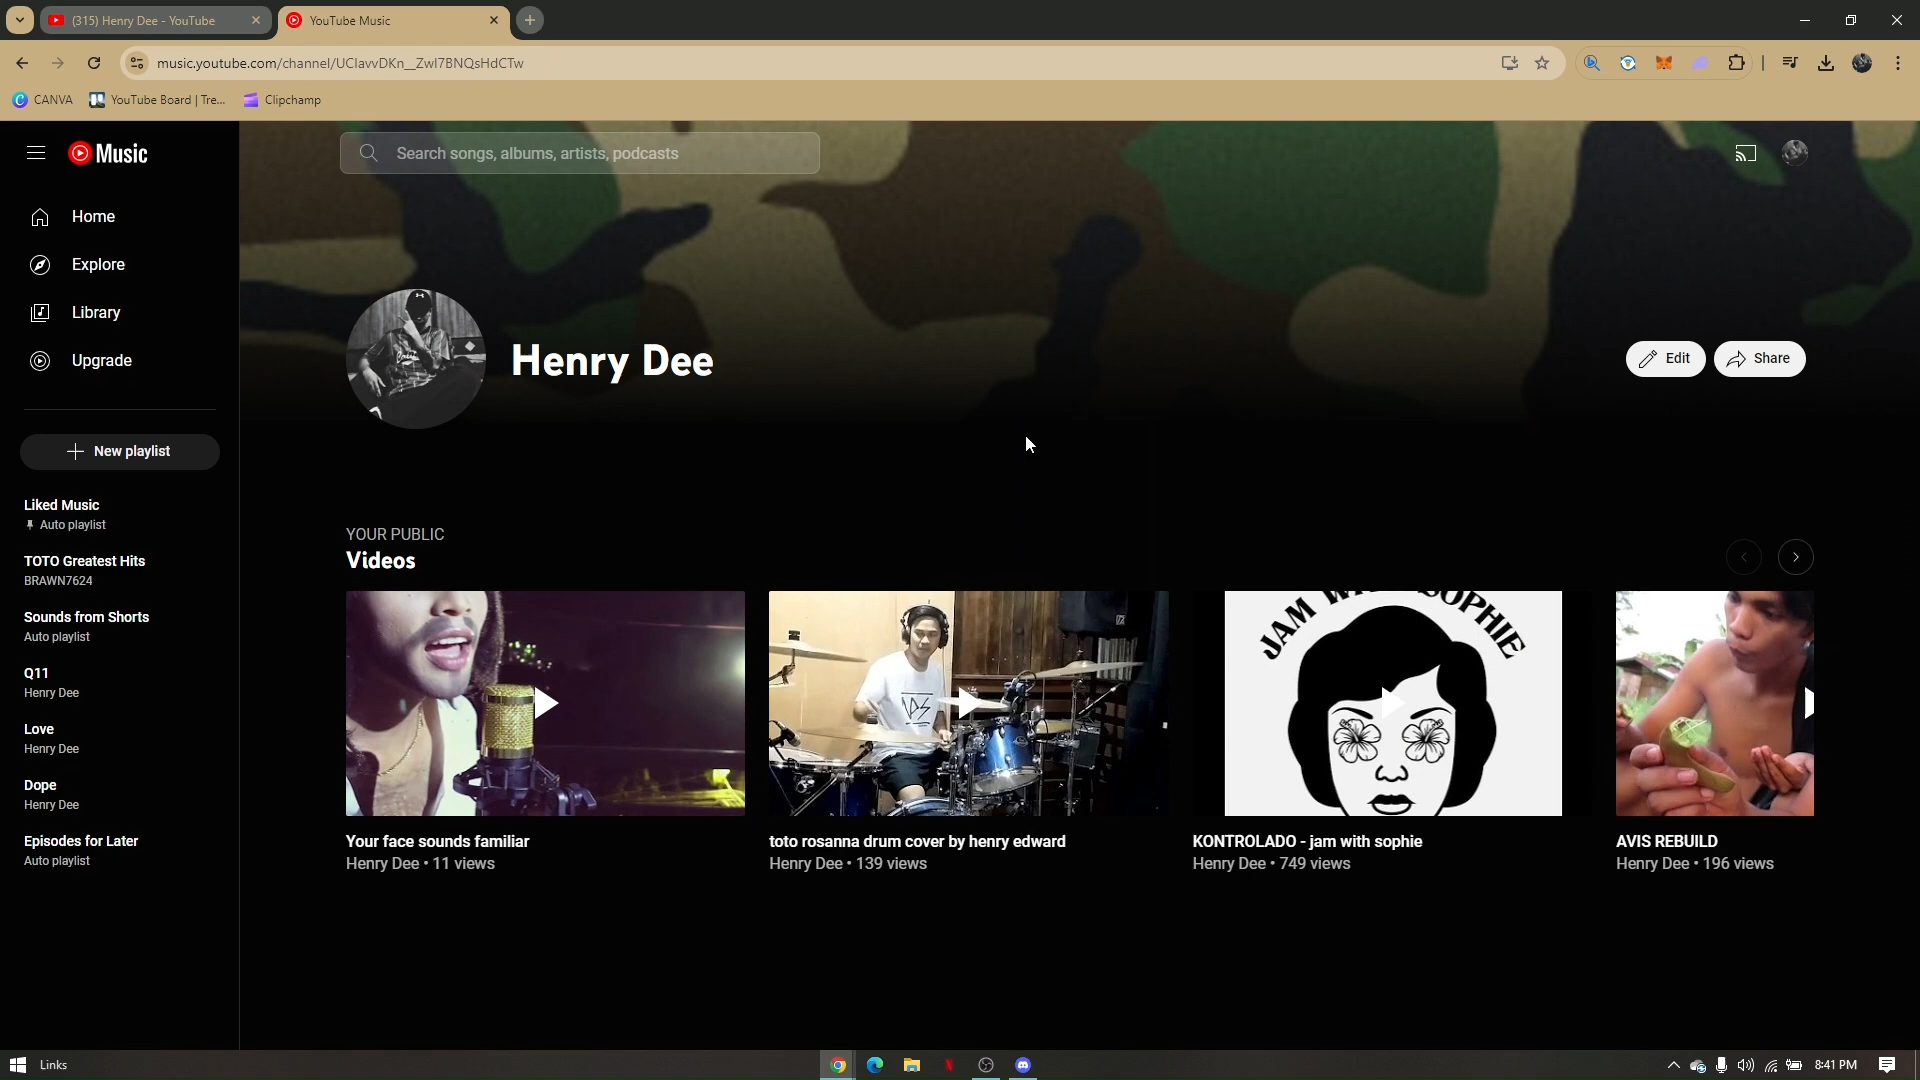 (315) Henry Dee - YouTube
YouTube Music
music.youtube.com/channel/UClavvDKn__Zwl7BNQsHdCTw
CANVA
YouTube Board | Tre...
Clipchamp
Music
Search songs, albums, artists, podcasts
Home
Explore
Library
Upgrade
Henry Dee
Edit
Share
New playlist
Liked Music
Auto playlist
TOTO Greatest Hits
BRAWN7624
Sounds from Shorts
Auto playlist
Q11
Henry Dee
Love
Henry Dee
Dope
Henry Dee
Episodes for Later
Auto playlist
YOUR PUBLIC
Videos
JAM WITH SOPHIE
Your face sounds familiar
Henry Dee • 11 views
toto rosanna drum cover by henry edward
Henry Dee • 139 views
KONTROLADO - jam with sophie
Henry Dee • 749 views
AVIS REBUILD
Henry Dee • 196 views
Links
8:41 PM